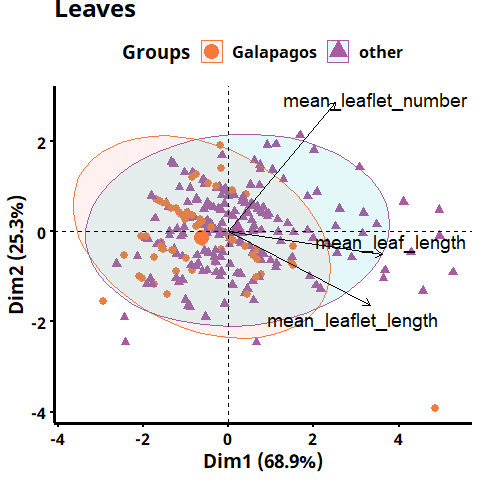 Leaves
Groups Galapagos other
mean_leaflet_number
mean_leaf_length
mean_leaflet_length
Dim2 (25.3%)
2
0
-2
-4
-4 -2 0 2 4
Dim1 (68.9%)